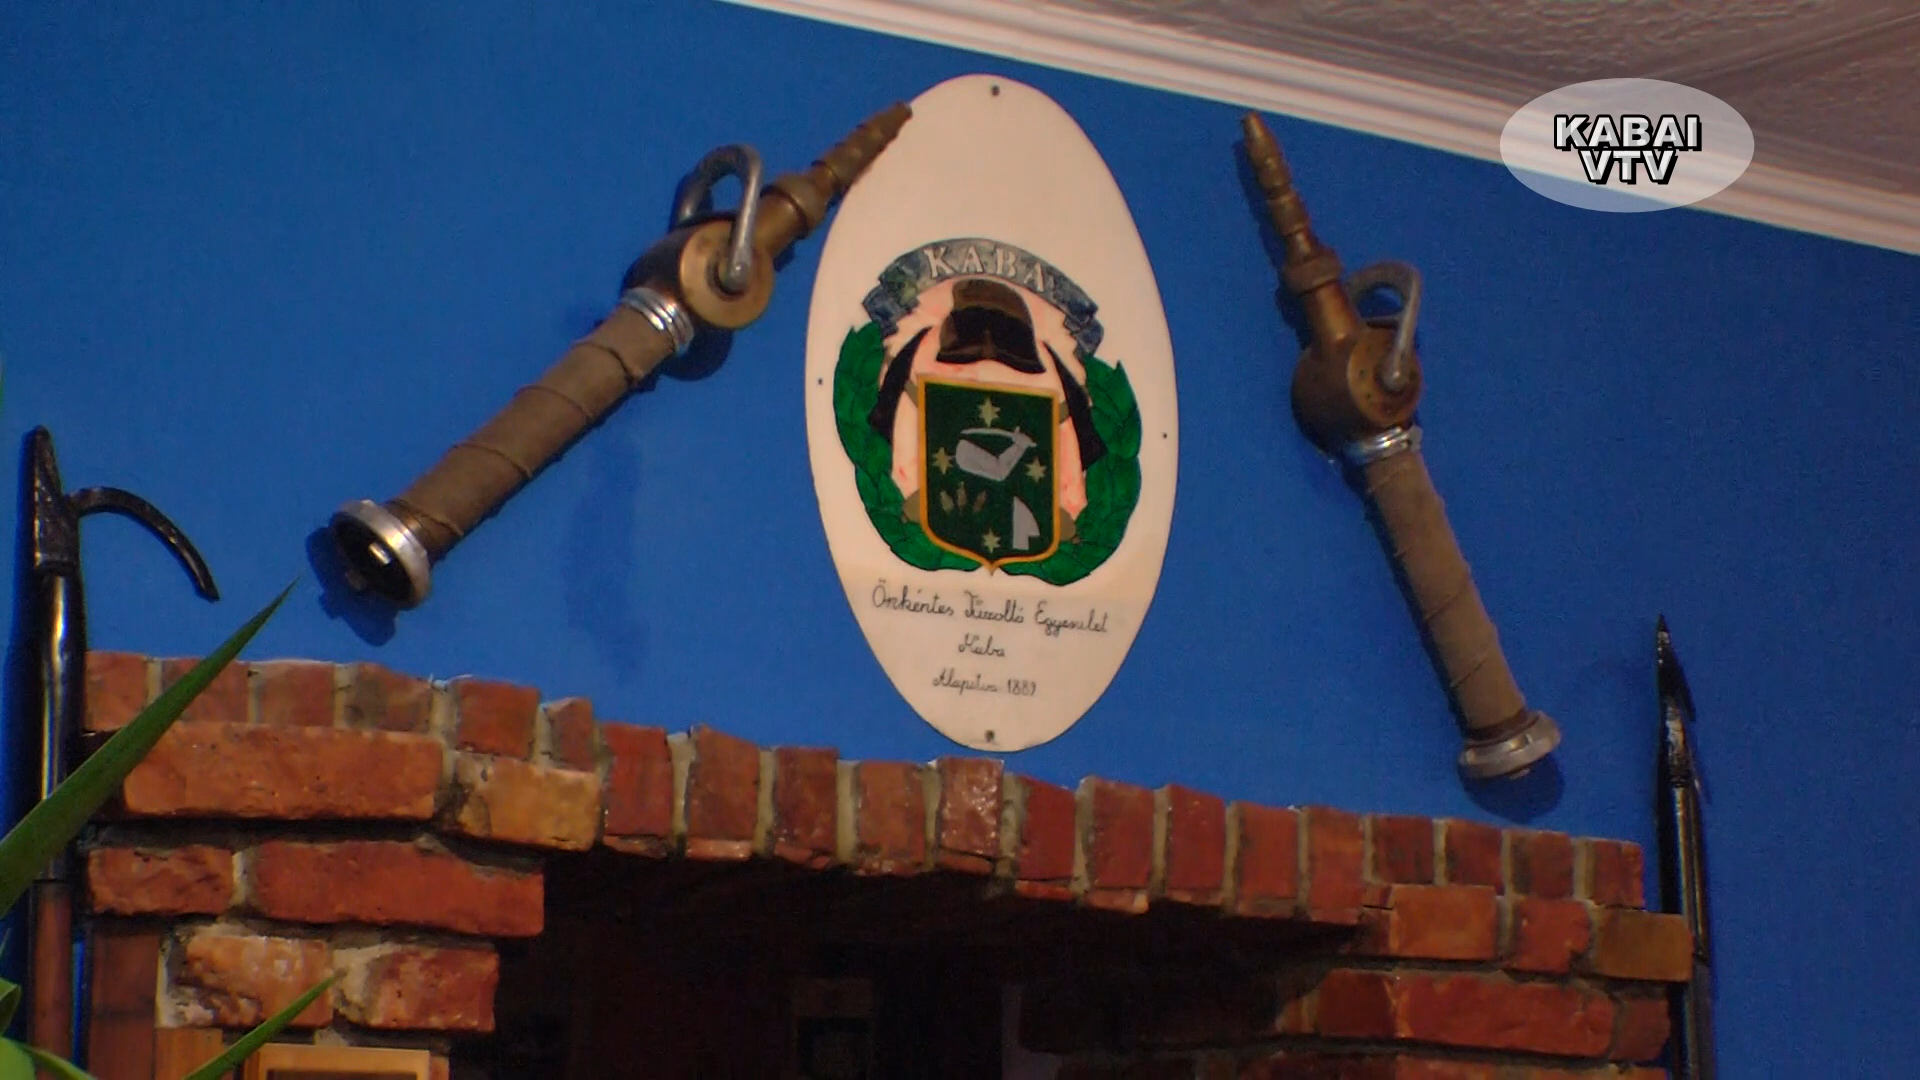 KABAI
VTV
KABA
Önkéntes Tűzoltó Egyesület
Kaba
Alapítva 1889